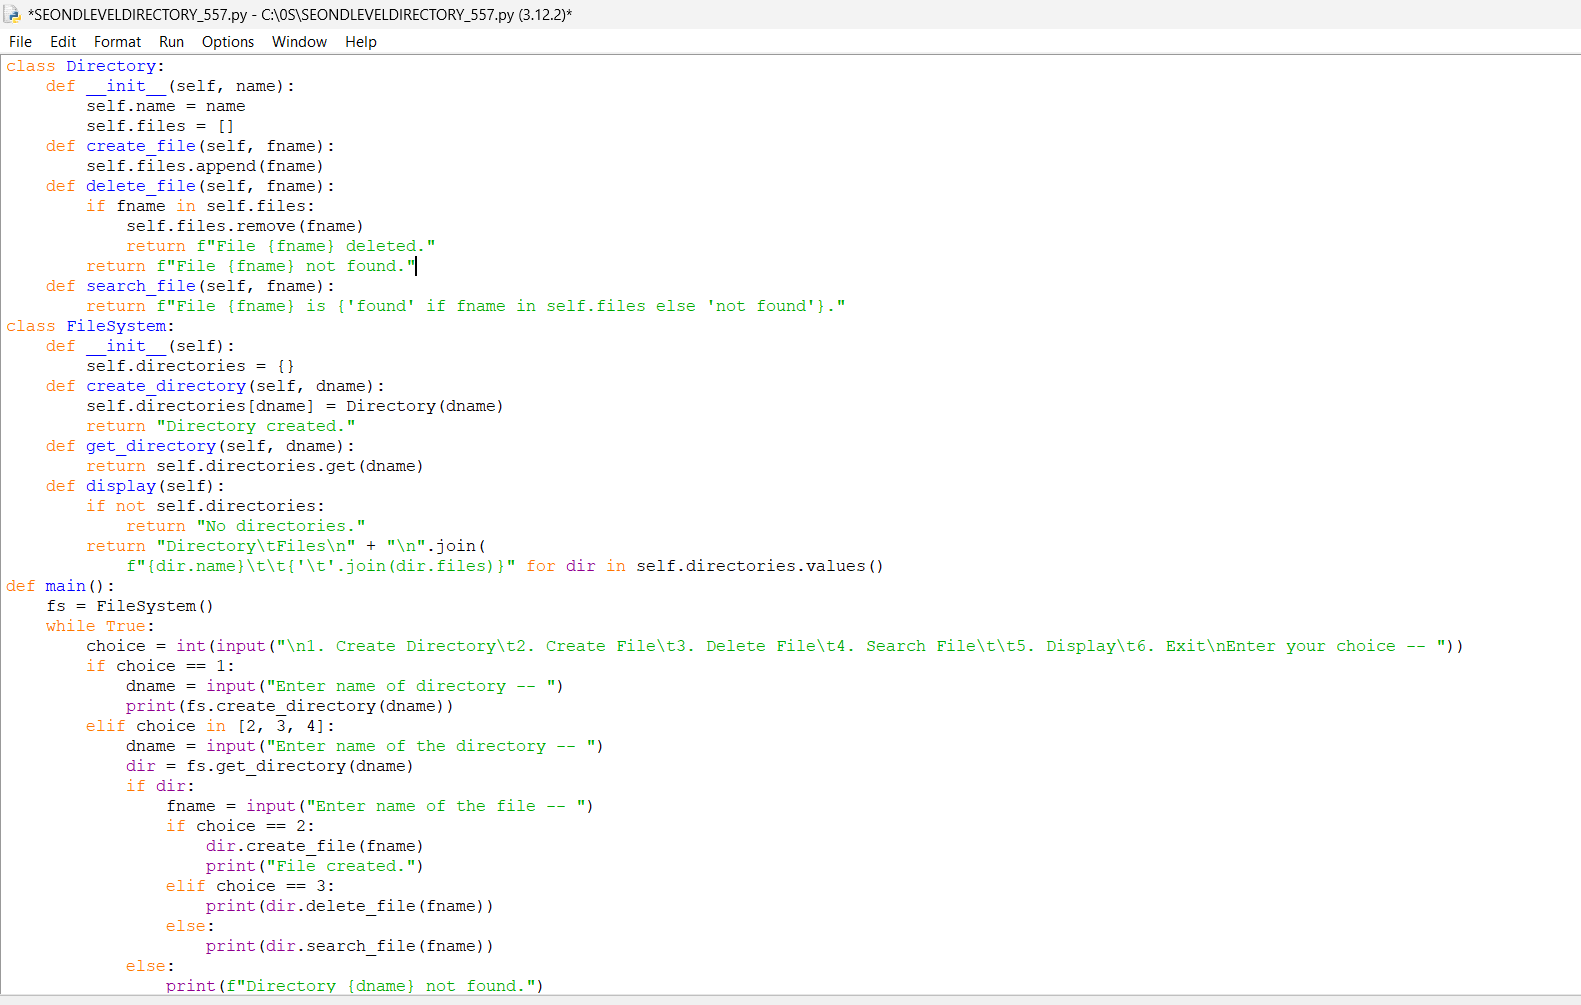 *SEONDLEVELDIRECTORY_557.py - C:\0S\SEONDLEVELDIRECTORY_557.py (3.12.2)*
File Edit Format Run Options Window Help
class Directory:
    def __init__(self, name):
        self.name = name
        self.files = []
    def create_file(self, fname):
        self.files.append(fname)
    def delete_file(self, fname):
        if fname in self.files:
            self.files.remove(fname)
            return f"File {fname} deleted."
        return f"File {fname} not found."
    def search_file(self, fname):
        return f"File {fname} is {'found' if fname in self.files else 'not found'}."
class FileSystem:
    def __init__(self):
        self.directories = {}
    def create_directory(self, dname):
        self.directories[dname] = Directory(dname)
        return "Directory created."
    def get_directory(self, dname):
        return self.directories.get(dname)
    def display(self):
        if not self.directories:
            return "No directories."
        return "Directory\tFiles\n" + "\n".join(
            f"{dir.name}\t\t{'\t'.join(dir.files)}" for dir in self.directories.values()
def main():
    fs = FileSystem()
    while True:
        choice = int(input("\n1. Create Directory\t2. Create File\t3. Delete File\t4. Search File\t\t5. Display\t6. Exit\nEnter your choice -- "))
        if choice == 1:
            dname = input("Enter name of directory -- ")
            print(fs.create_directory(dname))
        elif choice in [2, 3, 4]:
            dname = input("Enter name of the directory -- ")
            dir = fs.get_directory(dname)
            if dir:
                fname = input("Enter name of the file -- ")
                if choice == 2:
                    dir.create_file(fname)
                    print("File created.")
                elif choice == 3:
                    print(dir.delete_file(fname))
                else:
                    print(dir.search_file(fname))
            else:
                print(f"Directory {dname} not found.")